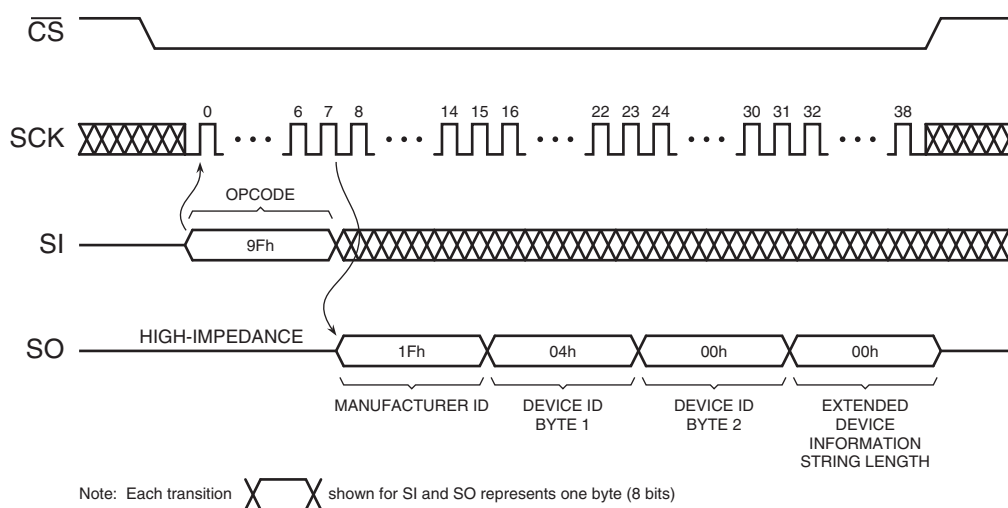 CS
SCK
0 6 7 8 14 15 16 22 23 24 30 31 32 38
OPCODE
SI
9Fh
HIGH-IMPEDANCE
SO
1Fh 04h 00h 00h
MANUFACTURER ID
DEVICE ID
BYTE 1
DEVICE ID
BYTE 2
EXTENDED
DEVICE
INFORMATION
STRING LENGTH
Note: Each transition shown for SI and SO represents one byte (8 bits)